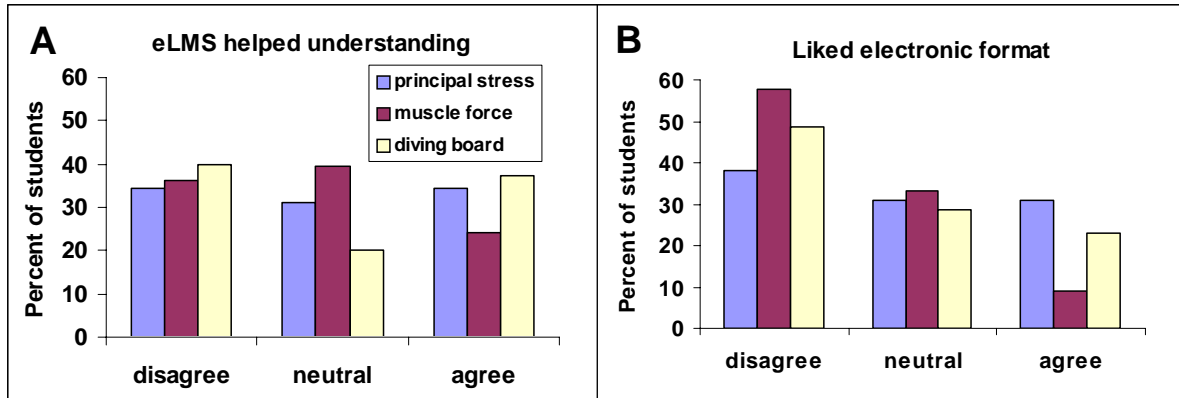 A
eLMS helped understanding
Percent of students
60
50
40
30
20
10
0
principal stress
muscle force
diving board
disagree neutral agree
B
Liked electronic format
Percent of students
60
50
40
30
20
10
0
disagree neutral agree